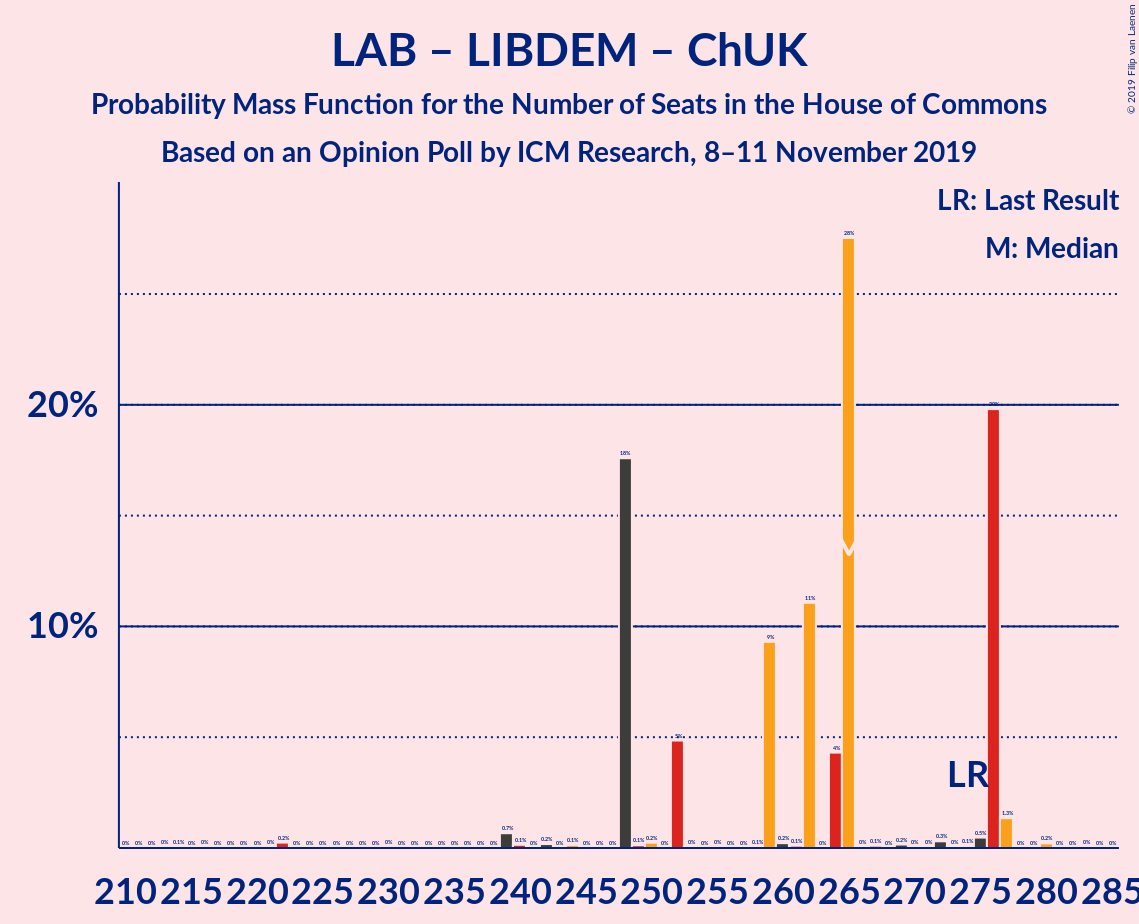 LAB – LIBDEM – ChUK
Probability Mass Function for the Number of Seats in the House of Commons
Based on an Opinion Poll by ICM Research, 8–11 November 2019
© 2019 Filip van Laenen
LR: Last Result
M: Median
20%
10%
28%
20%
18%
11%
9%
5%
4%
LR
1.3%
M
210 215 220 225 230 235 240 245 250 255 260 265 270 275 280 285